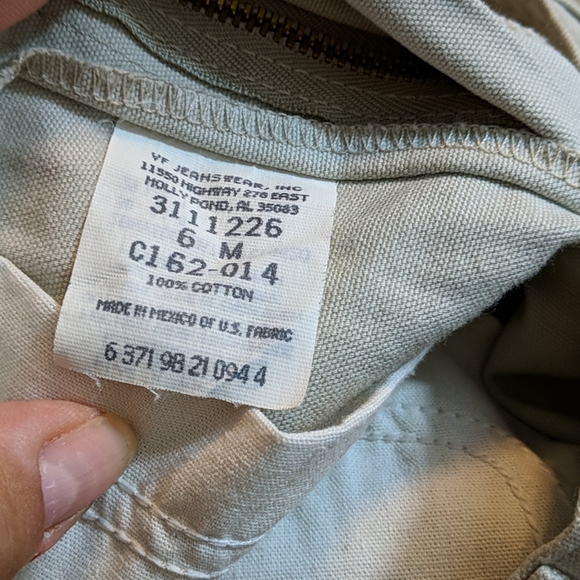 VF JEANSWEAR, INC
11550 HIGHWAY 278 EAST
HOLLY POND, AL 35083
3111226
6 M
C162-014
100% COTTON
MADE IN MEXICO OF U.S. FABRIC
6 371 98 21 094 4